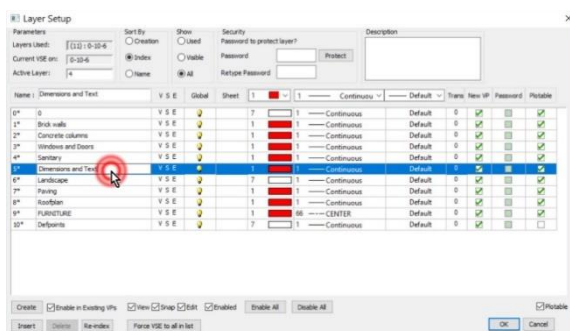 Layer Setup
Parameters Sort By Show Security Description
Layers Used: (11) : 0-10-6 Creation Used Password to protect layer?
Current VSE on: 0-10-6 Index Viable Password Protect
Active Layer: 4 Name All Retype Password
Name : Dimensions and Text V S E Global Sheet 1 1 Continuou Default Trans New VP Password Plotable
0* 0 V S E 7 1 Continuous Default 0
1* Brick walls V S E 1 1 Continuous Default 0
2* Concrete columns V S E 1 1 Continuous Default 0
3* Windows and Doors V S E 1 1 Continuous Default 0
4* Sanitary V S E 1 1 Continuous Default 0
5* Dimensions and Text V S E 1 1 Continuous Default 0
6* Landscape V S E 7 1 Continuous Default 0
7* Paving V S E 1 1 Continuous Default 0
8* Roofplan V S E 1 1 Continuous Default 0
9* FURNITURE V S E 1 66 CENTER Default 0
10* Defpoints V S E 7 1 Continuous Default 0
Create Enable in Existing VPs View Snap Edit Enabled Enable All Disable All Plotable
Insert Delete Re-index Force VSE to all in list OK Cancel